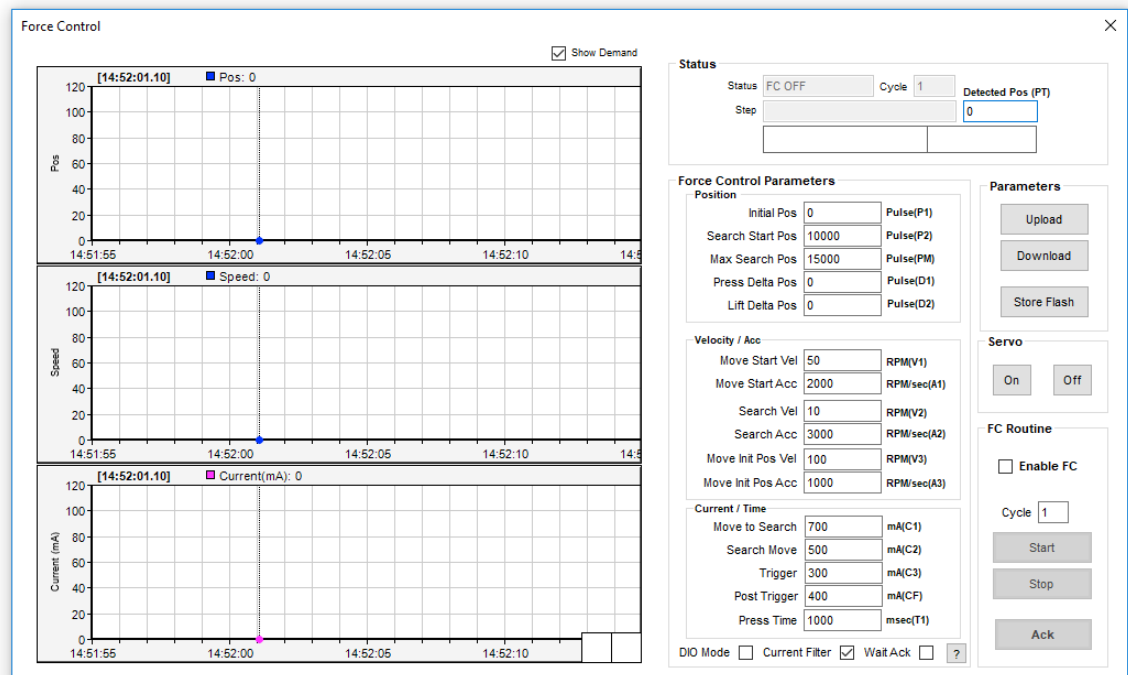 Force Control
Show Demand
[14:52:01.10] Pos: 0
120
100
80
60
40
20
0
Pos
14:51:55 14:52:00 14:52:05 14:52:10 14:5
[14:52:01.10] Speed: 0
120
100
80
60
40
20
0
Speed
14:51:55 14:52:00 14:52:05 14:52:10 14:5
[14:52:01.10] Current(mA): 0
120
100
80
60
40
20
0
Current (mA)
14:51:55 14:52:00 14:52:05 14:52:10
Status
Status FC OFF Cycle 1 Detected Pos (PT)
Step 0
Force Control Parameters
Position
Initial Pos 0 Pulse(P1)
Search Start Pos 10000 Pulse(P2)
Max Search Pos 15000 Pulse(PM)
Press Delta Pos 0 Pulse(D1)
Lift Delta Pos 0 Pulse(D2)
Velocity / Acc
Move Start Vel 50 RPM(V1)
Move Start Acc 2000 RPM/sec(A1)
Search Vel 10 RPM(V2)
Search Acc 3000 RPM/sec(A2)
Move Init Pos Vel 100 RPM(V3)
Move Init Pos Acc 1000 RPM/sec(A3)
Current / Time
Move to Search 700 mA(C1)
Search Move 500 mA(C2)
Trigger 300 mA(C3)
Post Trigger 400 mA(CF)
Press Time 1000 msec(T1)
DIO Mode Current Filter Wait Ack ?
Parameters
Upload
Download
Store Flash
Servo
On Off
FC Routine
Enable FC
Cycle 1
Start
Stop
Ack